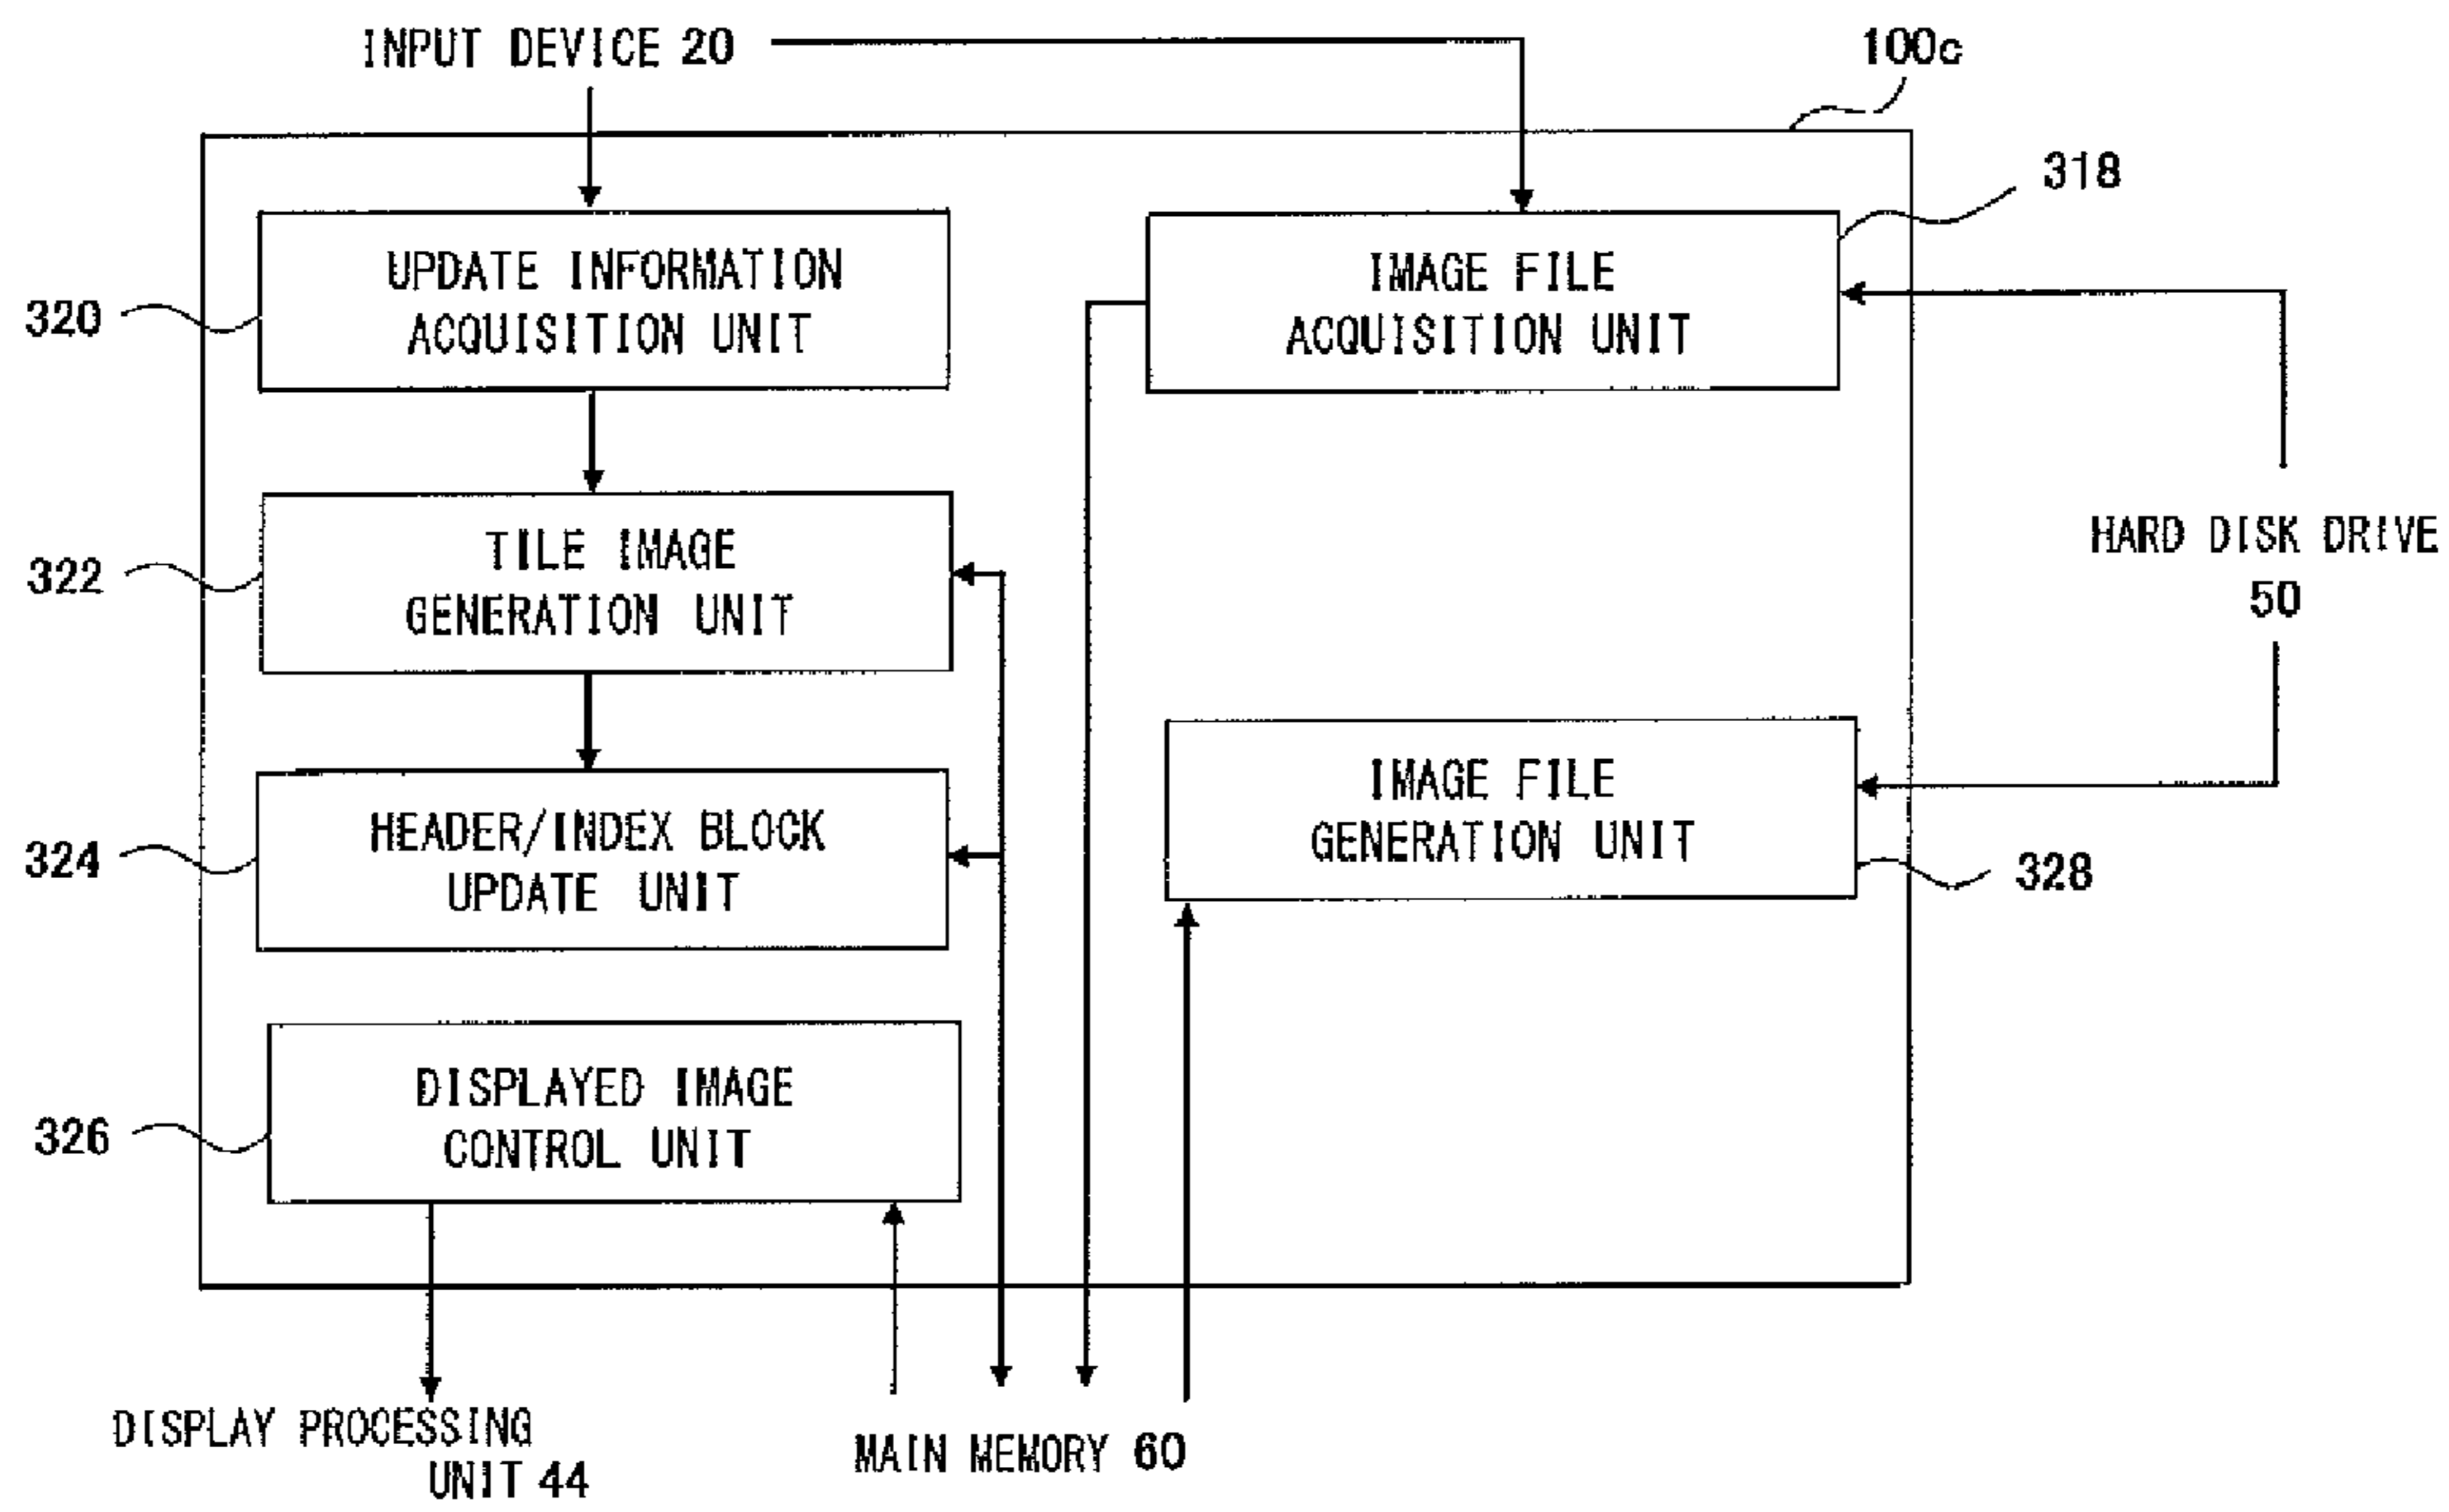 INPUT DEVICE 20
100c
318
UPDATE INFORMATION
ACQUISITION UNIT
320
IMAGE FILE
ACQUISITION UNIT
TILE IMAGE
GENERATION UNIT
322
HARD DISK DRIVE
50
HEADER/INDEX BLOCK
UPDATE UNIT
324
IMAGE FILE
GENERATION UNIT
328
DISPLAYED IMAGE
CONTROL UNIT
326
DISPLAY PROCESSING
UNIT 44
MAIN MEMORY 60